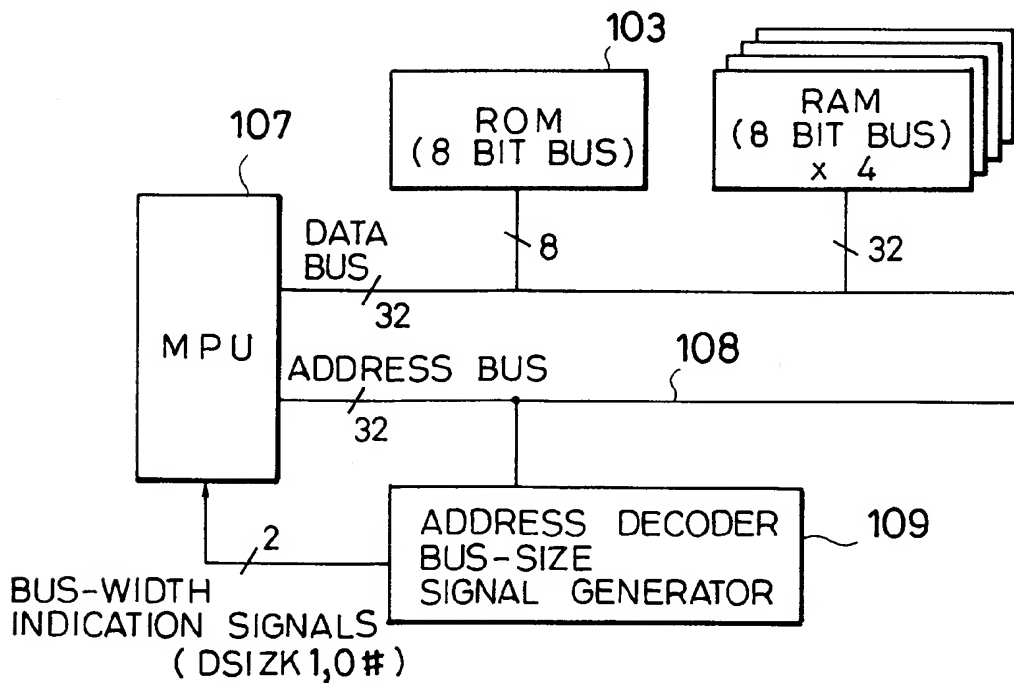 103
ROM
(8 BIT BUS)
RAM
(8 BIT BUS)
x 4
107
DATA
BUS
8
32
32
MPU
108
ADDRESS BUS
32
ADDRESS DECODER
BUS-SIZE
SIGNAL GENERATOR
109
2
BUS-WIDTH
INDICATION SIGNALS
(DSIZK1,0#)